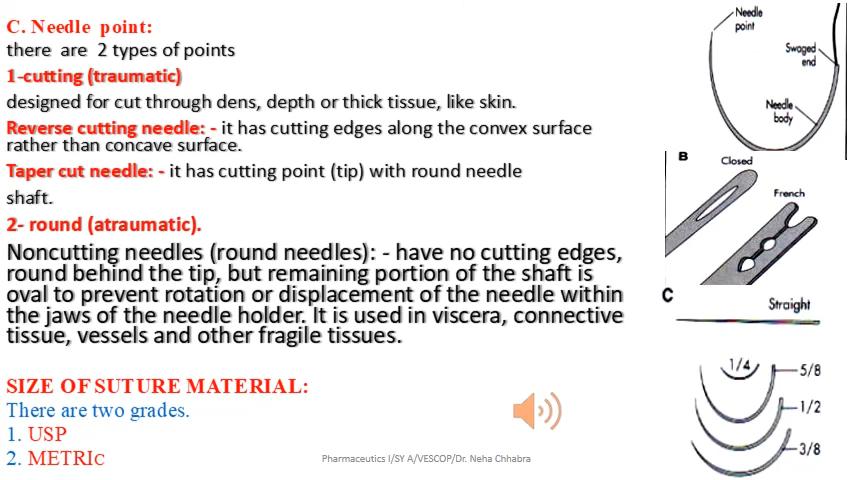 C. Needle point:
there are 2 types of points
1-cutting (traumatic)
designed for cut through dens, depth or thick tissue, like skin.
Reverse cutting needle: - it has cutting edges along the convex surface
rather than concave surface.
Taper cut needle: - it has cutting point (tip) with round needle
shaft.
2- round (atraumatic).
Noncutting needles (round needles): - have no cutting edges,
round behind the tip, but remaining portion of the shaft is
oval to prevent rotation or displacement of the needle within
the jaws of the needle holder. It is used in viscera, connective
tissue, vessels and other fragile tissues.
SIZE OF SUTURE MATERIAL:
There are two grades.
1. USP
2. METRIC
Pharmaceutics I/SY A/VESCOP/Dr. Neha Chhabra
Needle
point
Swaged
end
Needle
body
B
Closed
French
C
Straight
1/4
5/8
1/2
3/8